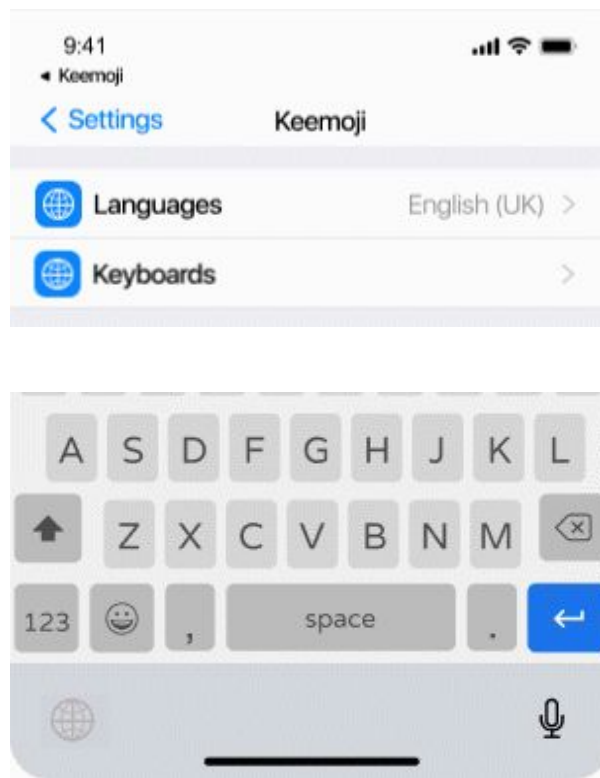 9:41
◀ Keemoji
Settings Keemoji
Languages English (UK)
Keyboards
A S D F G H J K L
Z X C V B N M
123 , space .